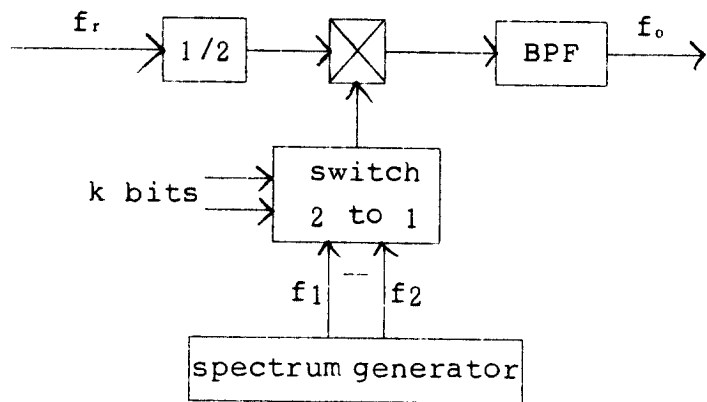 fr
1/2
BPF
fo
k bits
switch
2 to 1
f1
--
f2
spectrum generator